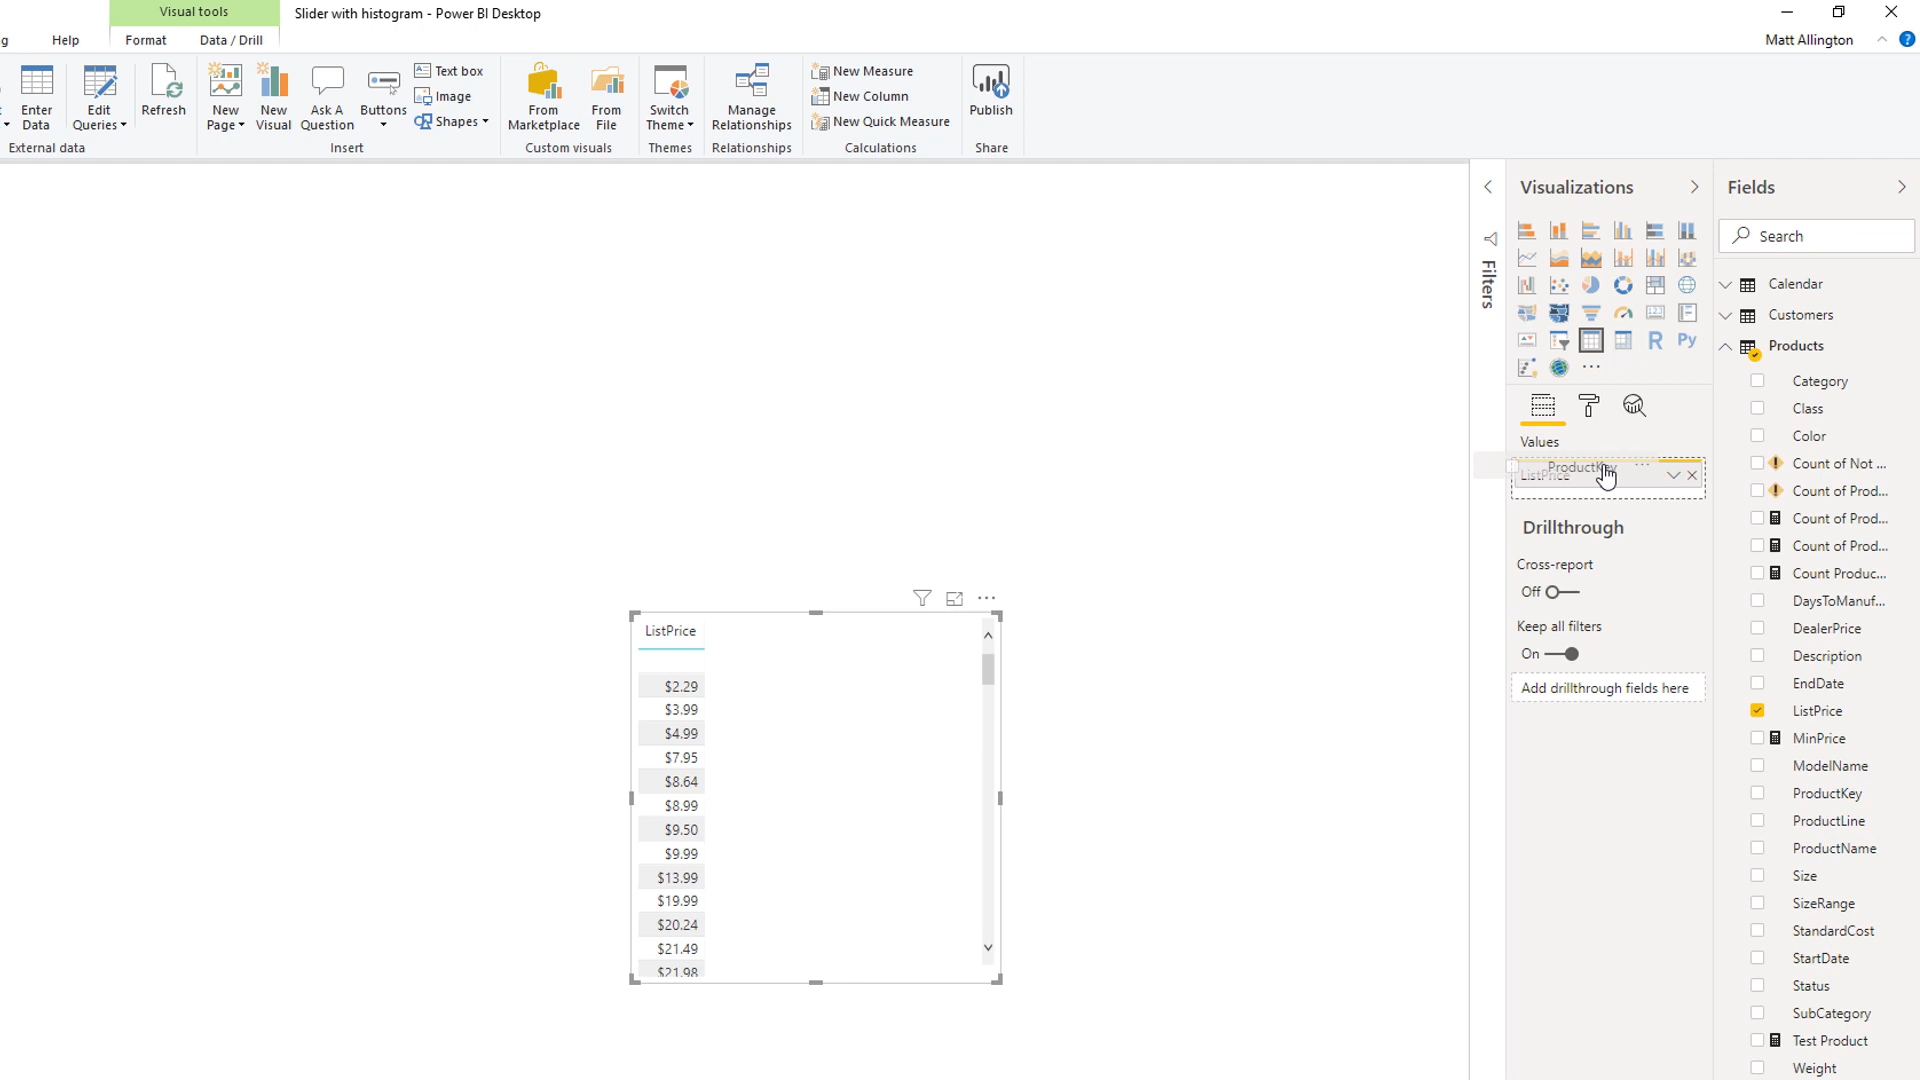 Visual tools
Slider with histogram - Power BI Desktop
g
Help
Format
Data / Drill
Matt Allington
?
Enter Data
Edit Queries
Refresh
New Page
New Visual
Ask A Question
Buttons
Text box
Image
Shapes
From Marketplace
From File
Switch Theme
Manage Relationships
New Measure
New Column
New Quick Measure
Publish
External data
Insert
Custom visuals
Themes
Relationships
Calculations
Share
Filters
Visualizations
R
Py
Values
ProductKey
ListPrice
Drillthrough
Cross-report
Off
Keep all filters
On
Add drillthrough fields here
Fields
Search
Calendar
Customers
Products
Category
Class
Color
Count of Not ...
Count of Prod...
Count of Prod...
Count of Prod...
Count Produc...
DaysToManuf...
DealerPrice
Description
EndDate
ListPrice
MinPrice
ModelName
ProductKey
ProductLine
ProductName
Size
SizeRange
StandardCost
StartDate
Status
SubCategory
Test Product
Weight
ListPrice
$2.29
$3.99
$4.99
$7.95
$8.64
$8.99
$9.50
$9.99
$13.99
$19.99
$20.24
$21.49
$21.98